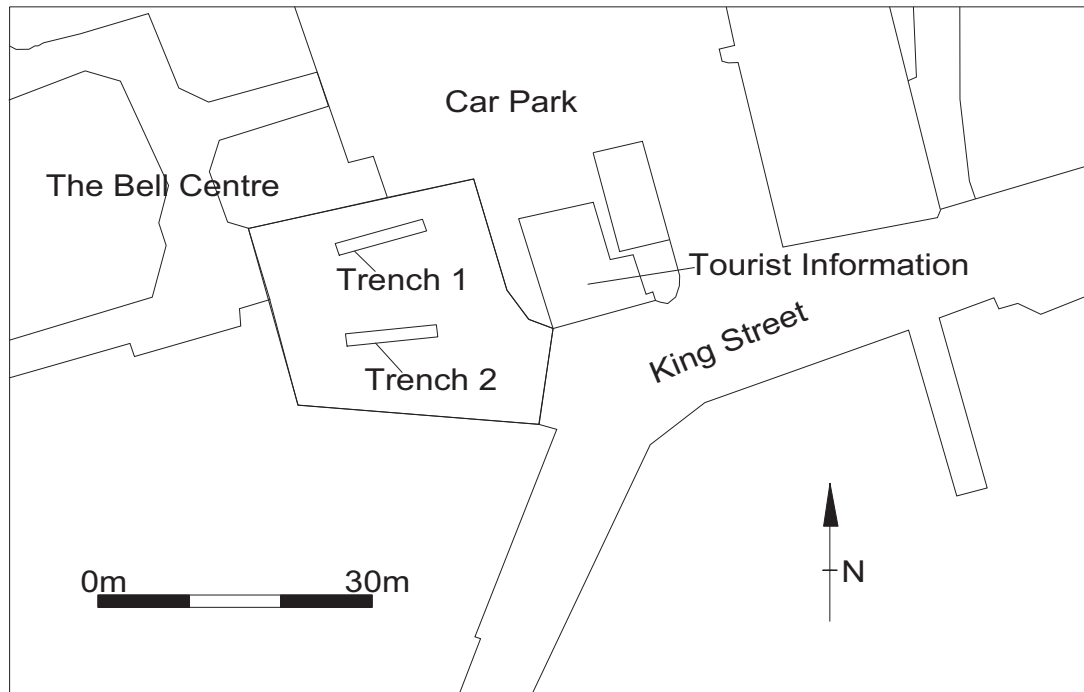 Car Park
The Bell Centre
Trench 1
Tourist Information
King Street
Trench 2
0m 30m
N